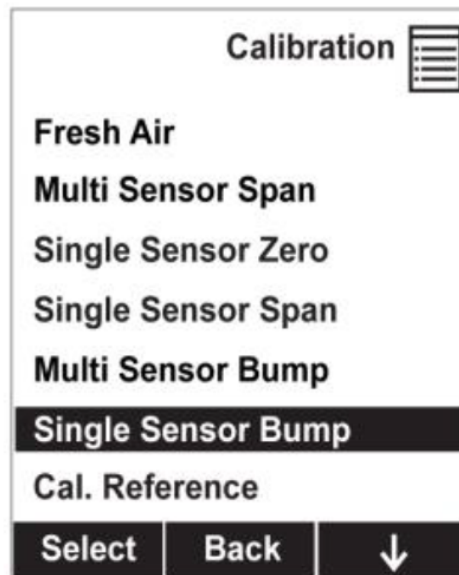 Calibration
Fresh Air
Multi Sensor Span
Single Sensor Zero
Single Sensor Span
Multi Sensor Bump
Single Sensor Bump
Cal. Reference
Select Back ↓